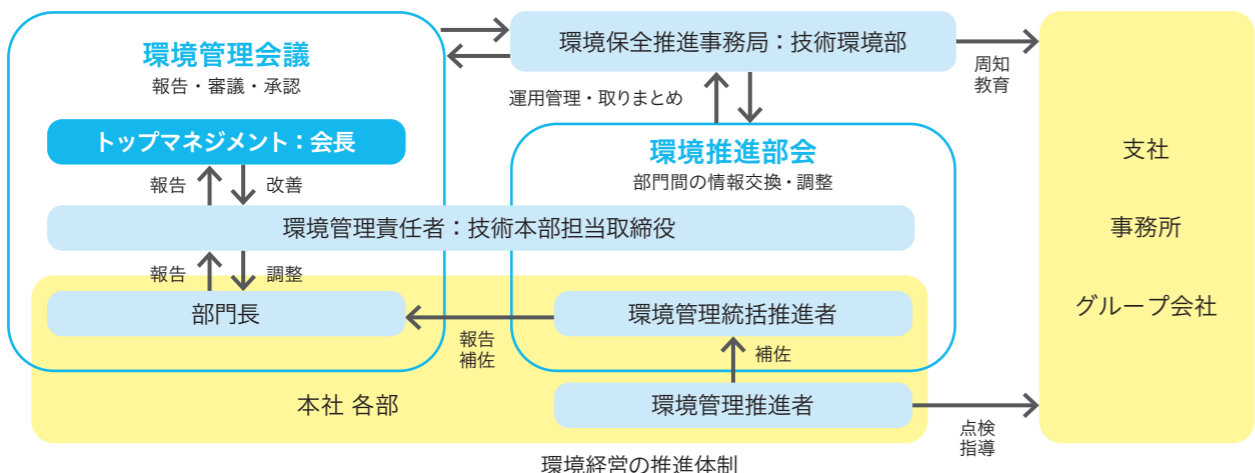 環境管理会議
報告・審議・承認
トップマネジメント：会長
報告
改善
環境管理責任者：技術本部担当取締役
報告
調整
部門長
報告
補佐
本社 各部
環境保全推進事務局：技術環境部
運用管理・取りまとめ
環境推進部会
部門間の情報交換・調整
環境管理統括推進者
補佐
環境管理推進者
周知
教育
点検
指導
支社
事務所
グループ会社
環境経営の推進体制